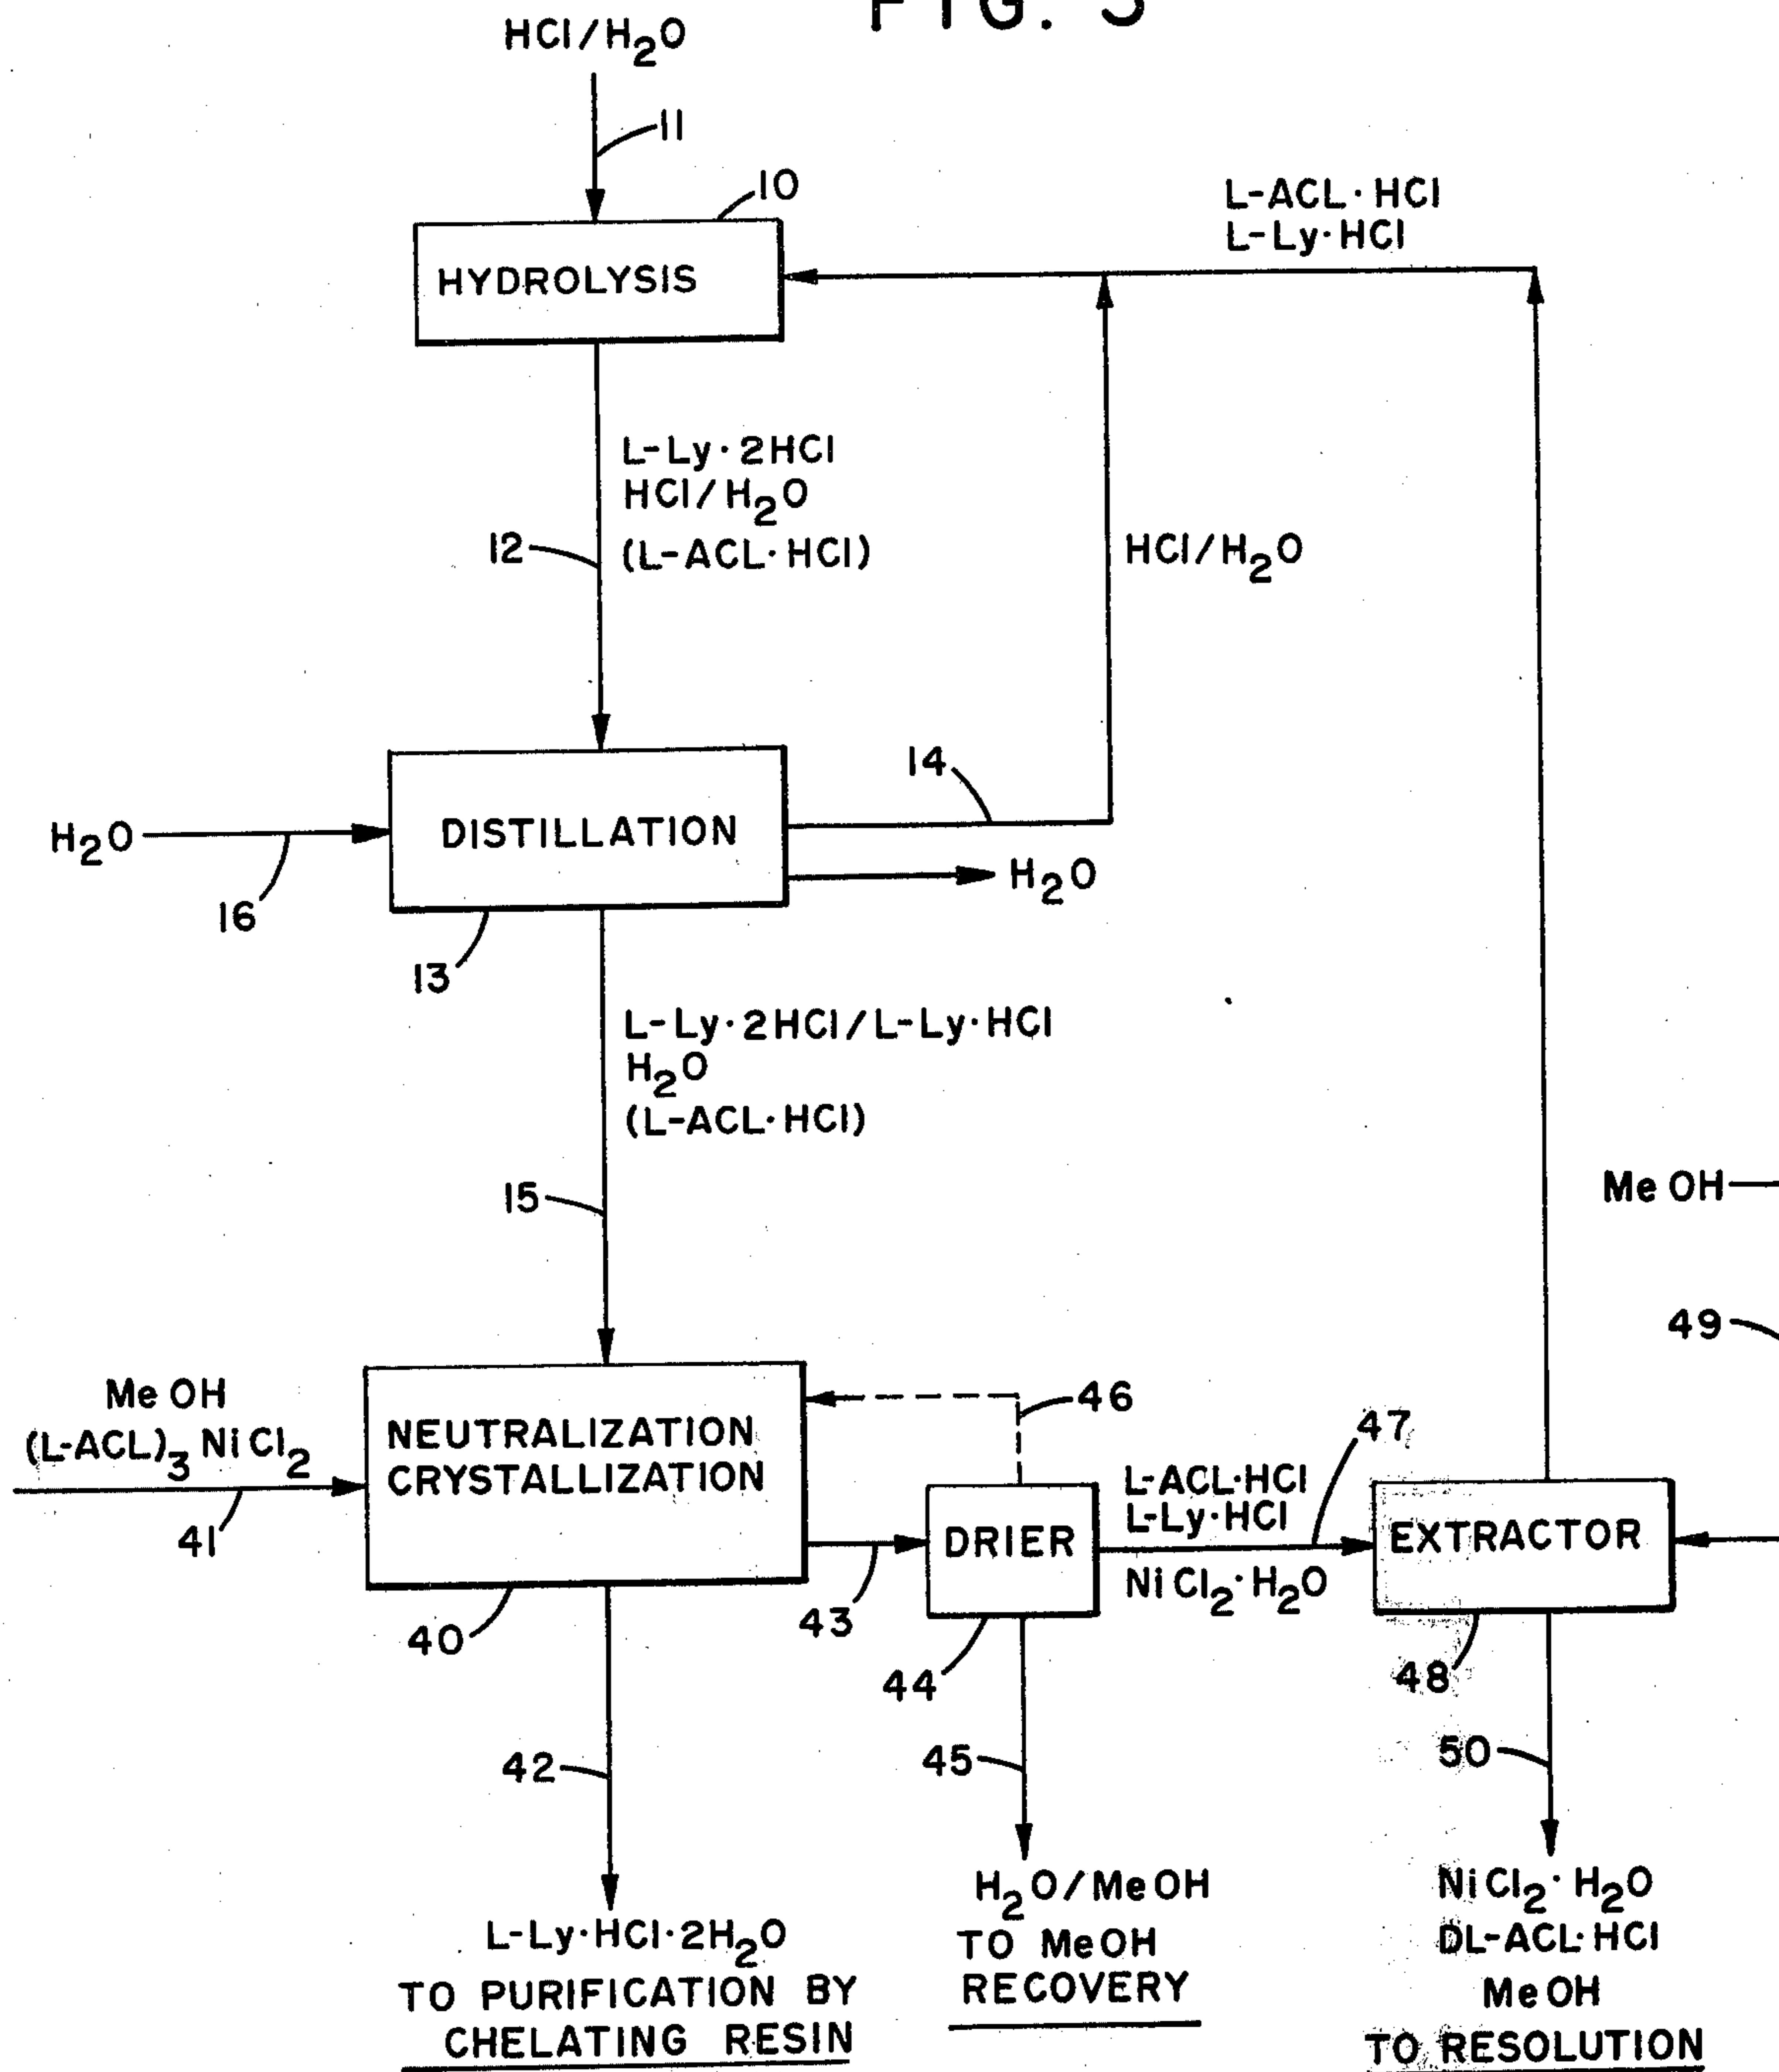 FIG. 3
HCl/H2O
11
10
L-ACL·HCl
L-Ly·HCl
HYDROLYSIS
L-Ly·2HCl
HCl/H2O
12
(L-ACL·HCl)
HCl/H2O
14
H2O
DISTILLATION
H2O
16
13
L-Ly·2HCl/L-Ly·HCl
H2O
(L-ACL·HCl)
15
MeOH
49
MeOH
(L-ACL)3 NiCl2
41
NEUTRALIZATION
CRYSTALLIZATION
46
47
L-ACL·HCl
L-Ly·HCl
DRIER
NiCl2·H2O
EXTRACTOR
40
43
44
48
42
45
50
L-Ly·HCl·2H2O
TO PURIFICATION BY
CHELATING RESIN
H2O/MeOH
TO MeOH
RECOVERY
NiCl2·H2O
DL-ACL·HCl
MeOH
TO RESOLUTION